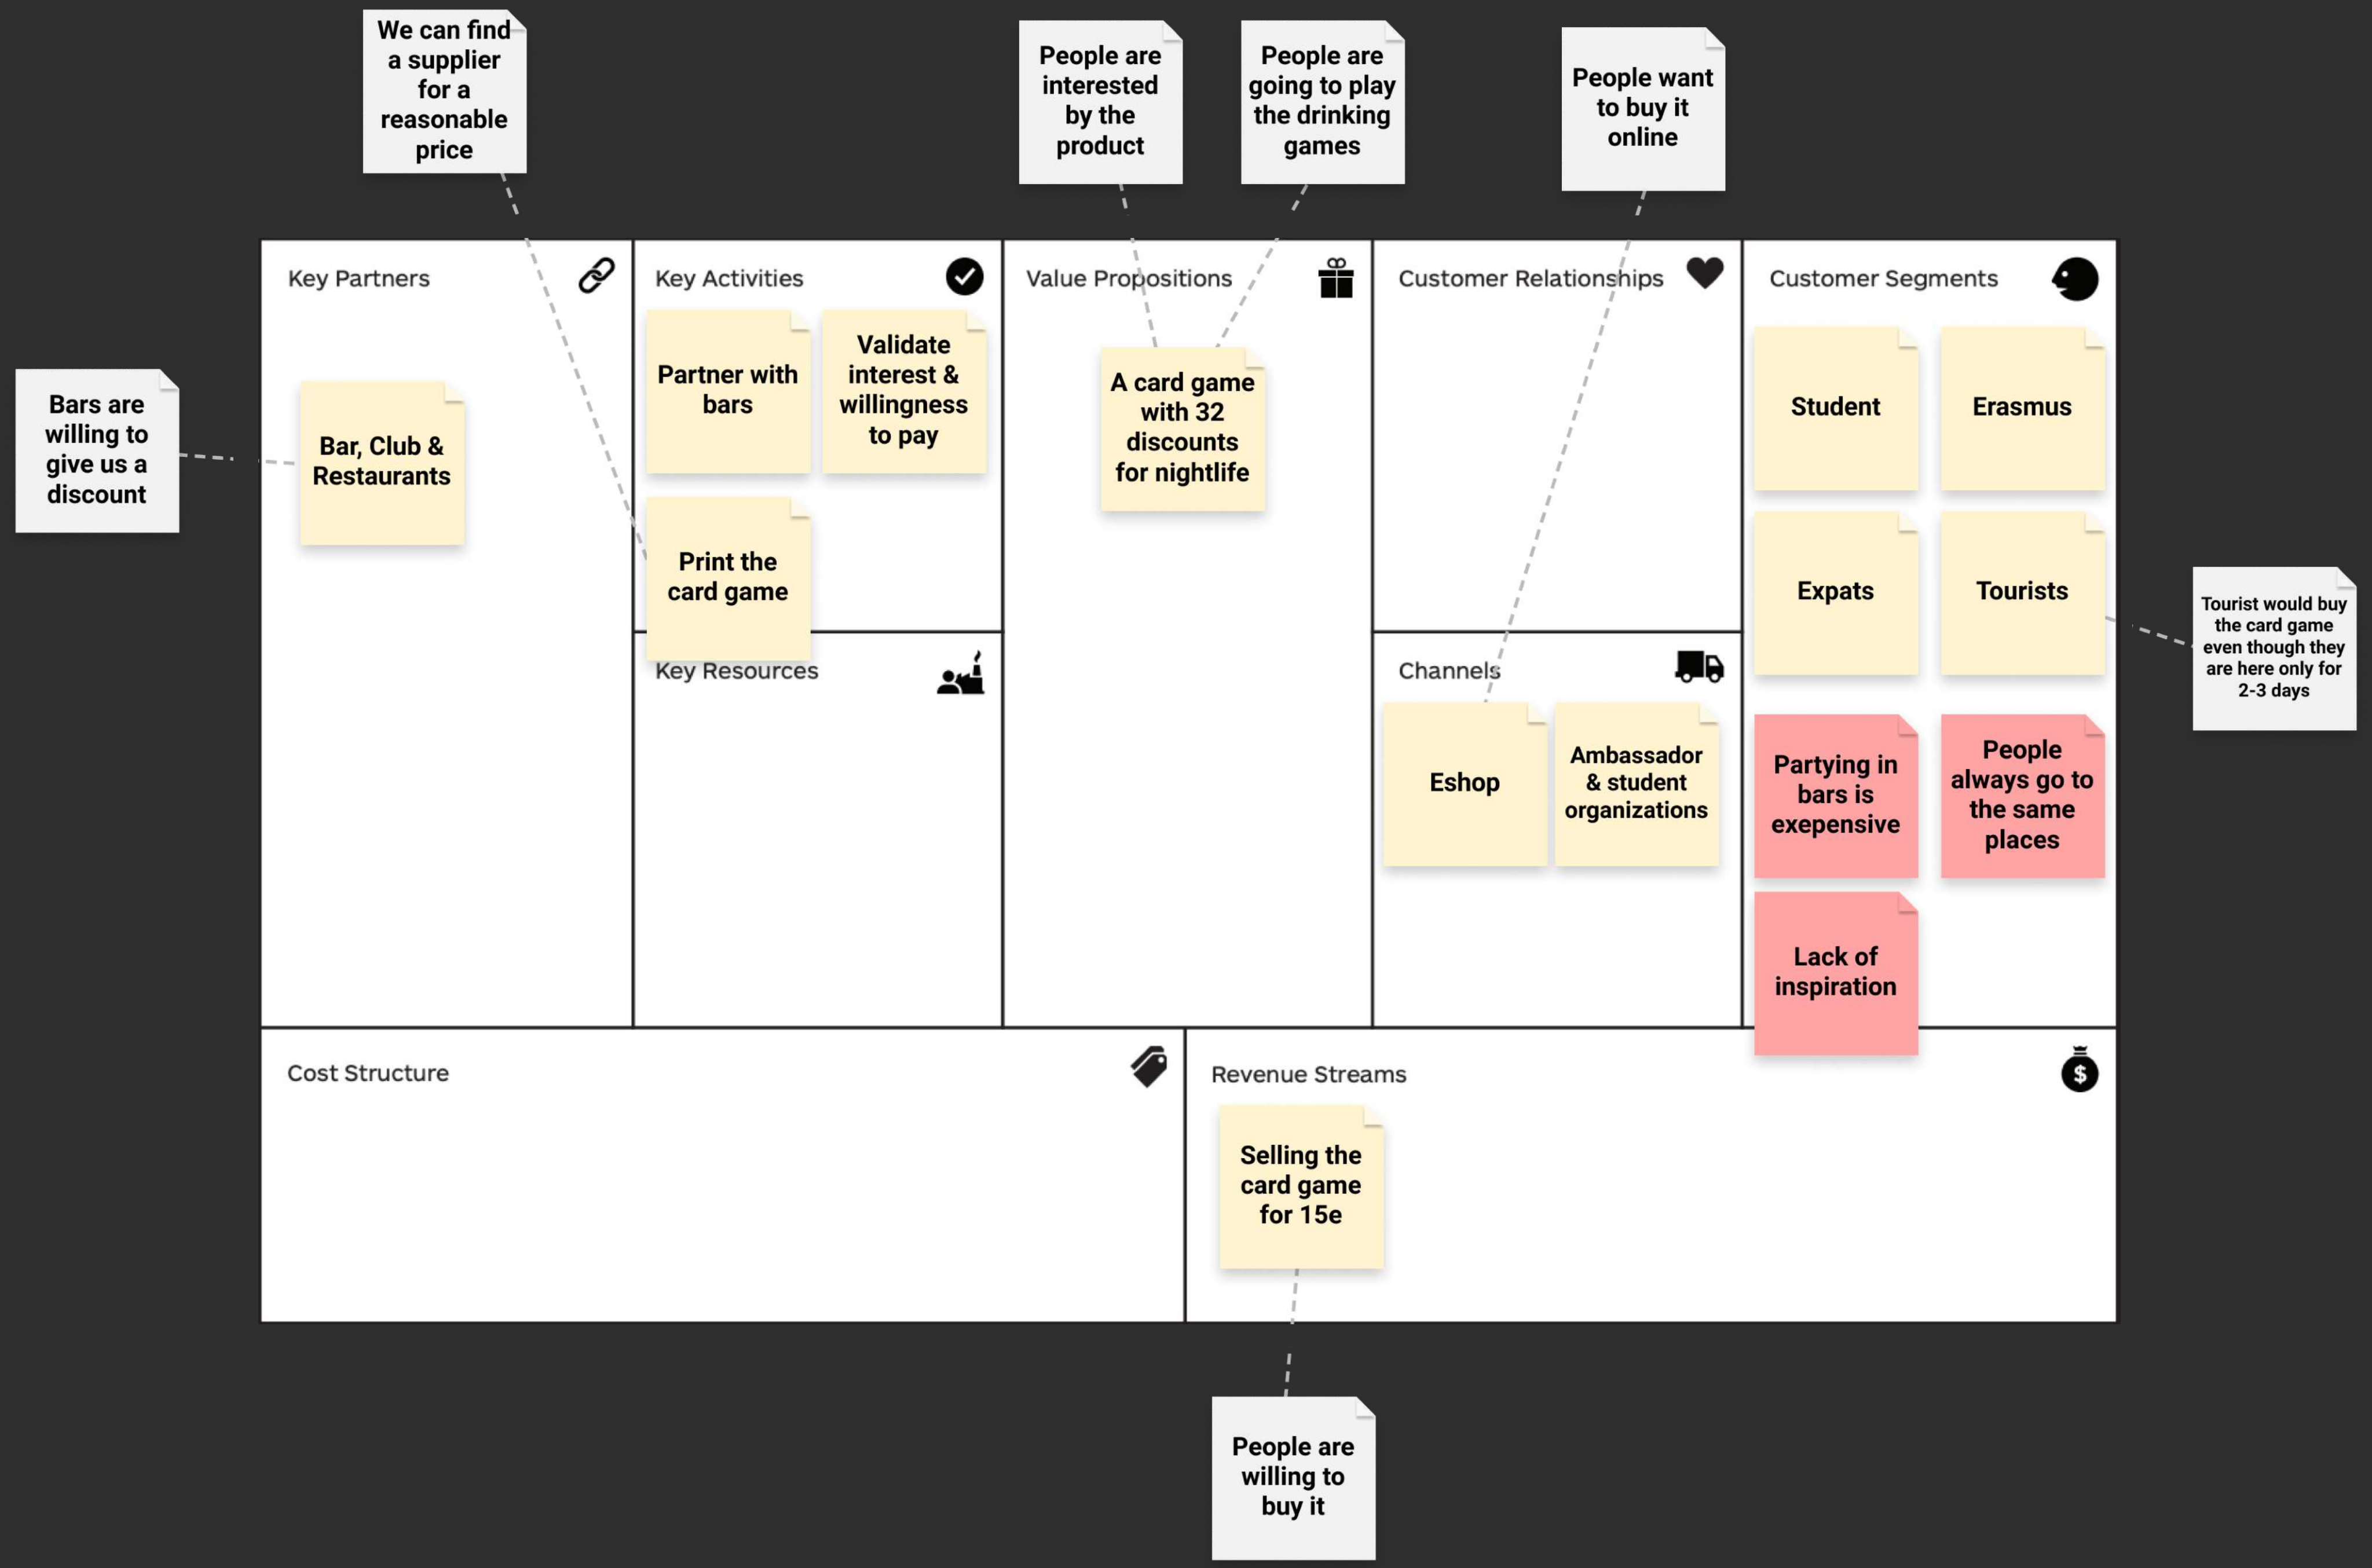 We can find
a supplier
for a
reasonable
price
People are
interested
by the
product
People are
going to play
the drinking
games
People want
to buy it
online
Bars are
willing to
give us a
discount
Key Partners
Bar, Club &
Restaurants
Key Activities
Partner with
bars
Validate
interest &
willingness
to pay
Print the
card game
Key Resources
Value Propositions
A card game
with 32
discounts
for nightlife
Customer Relationships
Channels
Eshop
Ambassador
& student
organizations
Customer Segments
Student
Erasmus
Expats
Tourists
Partying in
bars is
exepensive
People
always go to
the same
places
Lack of
inspiration
Tourist would buy
the card game
even though they
are here only for
2-3 days
Cost Structure
Revenue Streams
$
Selling the
card game
for 15e
People are
willing to
buy it